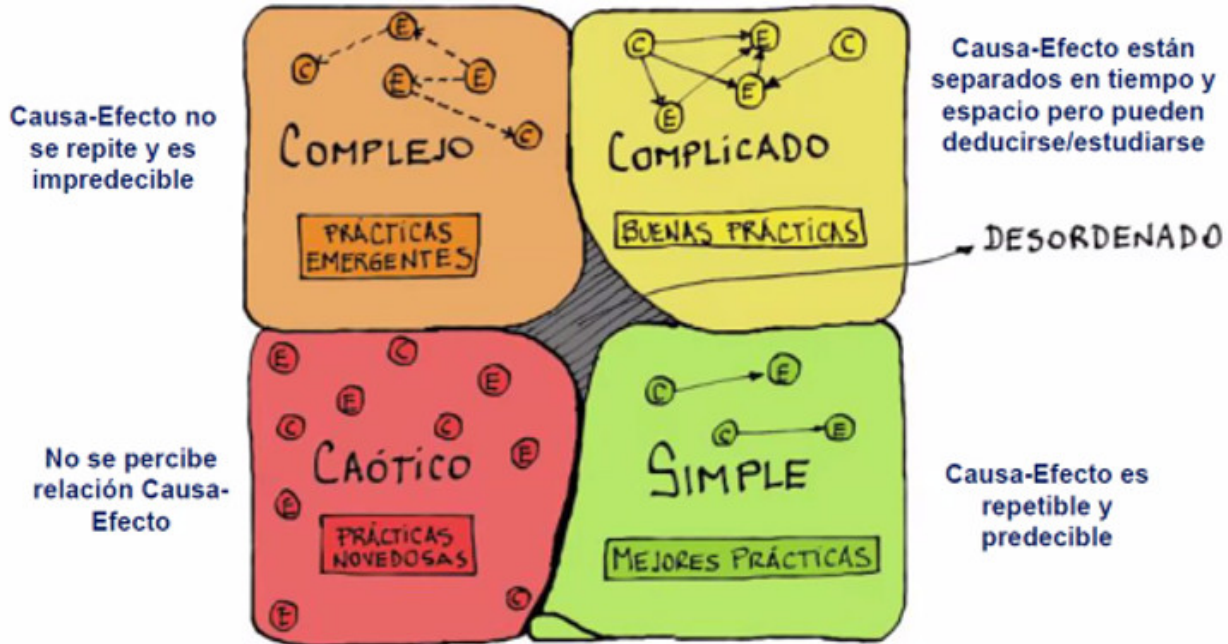 Causa-Efecto no
se repite y es
impredecible
E
C
E
E
C
COMPLEJO
PRÁCTICAS
EMERGENTES
C
E
C
E
E
COMPLICADO
BUENAS PRÁCTICAS
Causa-Efecto están
separados en tiempo y
espacio pero pueden
deducirse/estudiarse
DESORDENADO
No se percibe
relación Causa-
Efecto
E
C
E
E
C
C
E
CAÓTICO
E
PRÁCTICAS
NOVEDOSAS
C
E
C
E
C
E
SIMPLE
MEJORES PRÁCTICAS
Causa-Efecto es
repetible y
predecible